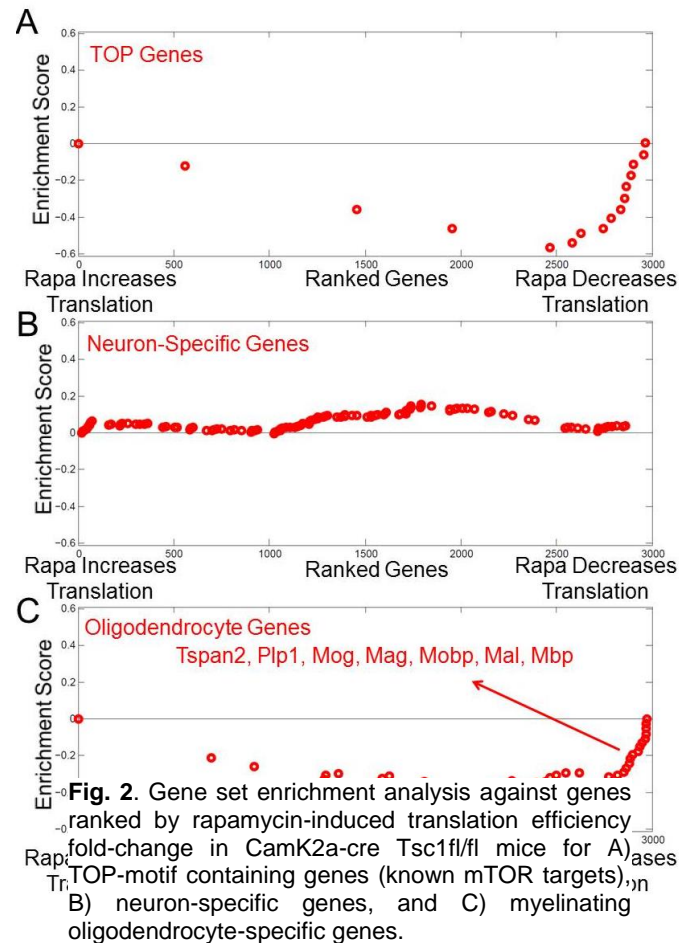 A
0.6
TOP Genes
0.4
0.2
0
−0.2
−0.4
−0.6
Enrichment Score
0 500 1000 1500 2000 2500 3000
Rapa Increases Translation
Ranked Genes
Rapa Decreases Translation
B
0.6
Neuron-Specific Genes
0.4
0.2
0
−0.2
−0.4
−0.6
Enrichment Score
0 500 1000 1500 2000 2500 3000
Rapa Increases Translation
Ranked Genes
Rapa Decreases Translation
C
0.6
Oligodendrocyte Genes
Tspan2, Plp1, Mog, Mag, Mobp, Mal, Mbp
0.4
0.2
0
−0.2
Enrichment Score
3000
Fig. 2. Gene set enrichment analysis against genes
ranked by rapamycin-induced translation efficiency
fold-change in CamK2a-cre Tsc1fl/fl mice for A)
TOP-motif containing genes (known mTOR targets),
B) neuron-specific genes, and C) myelinating
oligodendrocyte-specific genes.